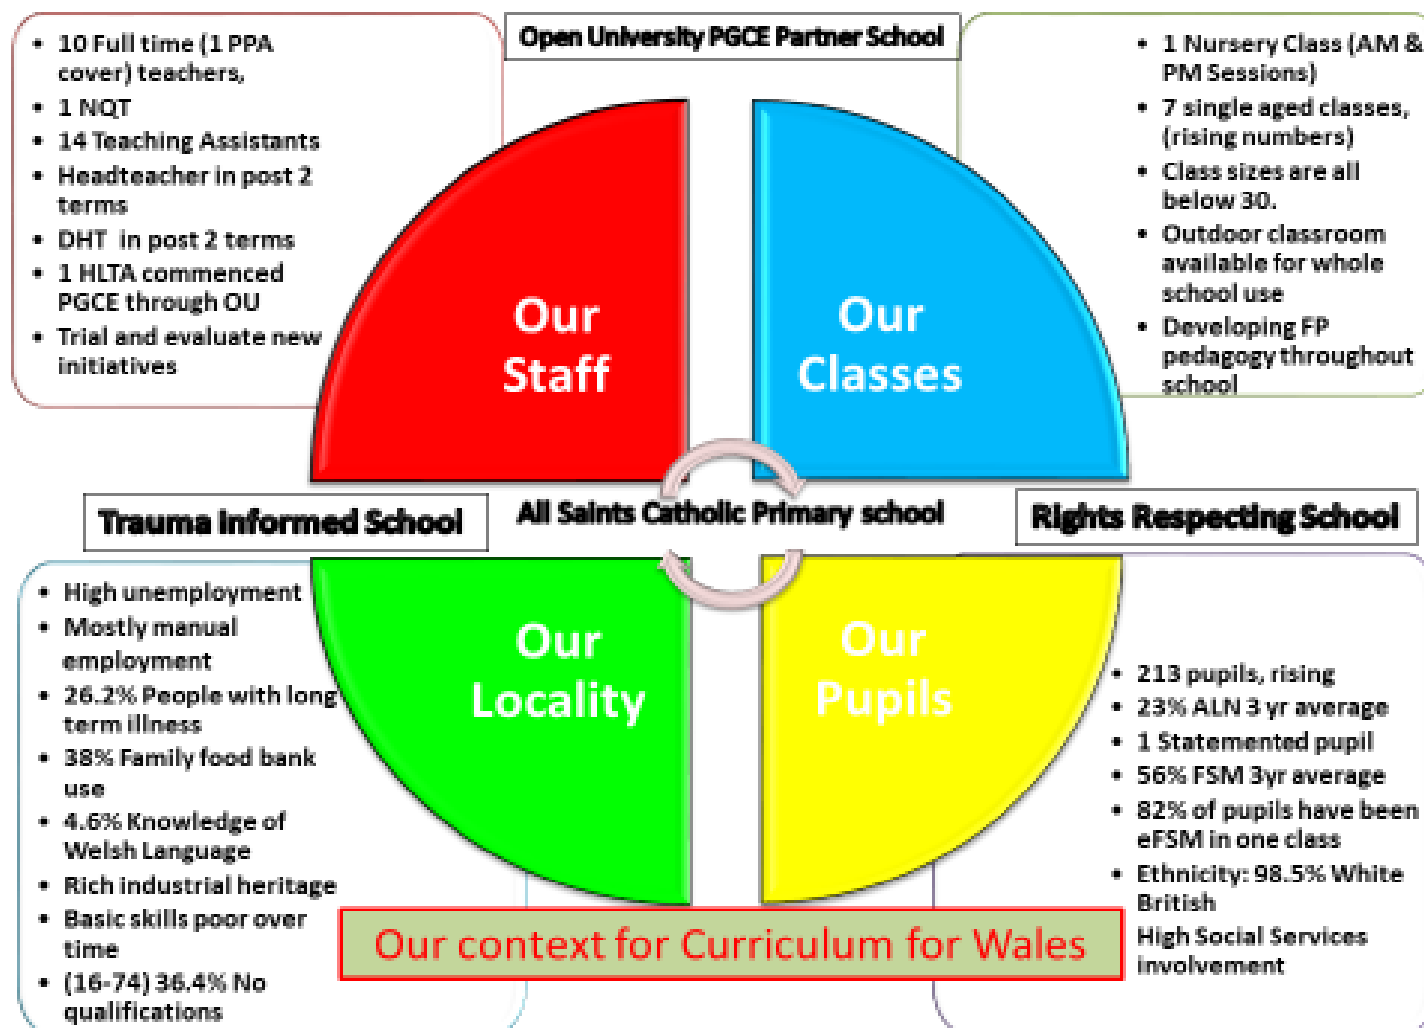 Open University PGCE Partner School
• 10 Full time (1 PPA
cover) teachers,
• 1 NQT
• 14 Teaching Assistants
• Headteacher in post 2
terms
• DHT in post 2 terms
• 1 HLTA commenced
PGCE through OU
• Trial and evaluate new
initiatives
Our
Staff
Our
Classes
• 1 Nursery Class (AM &
PM Sessions)
• 7 single aged classes,
(rising numbers)
• Class sizes are all
below 30.
• Outdoor classroom
available for whole
school use
• Developing FP
pedagogy throughout
school
Trauma Informed School
All Saints Catholic Primary school
Rights Respecting School
• High unemployment
• Mostly manual
employment
• 26.2% People with long
term illness
• 38% Family food bank
use
• 4.6% Knowledge of
Welsh Language
• Rich industrial heritage
• Basic skills poor over
time
• (16-74) 36.4% No
qualifications
Our
Locality
Our
Pupils
• 213 pupils, rising
• 23% ALN 3 yr average
• 1 Statemented pupil
• 56% FSM 3yr average
• 82% of pupils have been
eFSM in one class
• Ethnicity: 98.5% White
British
High Social Services
involvement
Our context for Curriculum for Wales